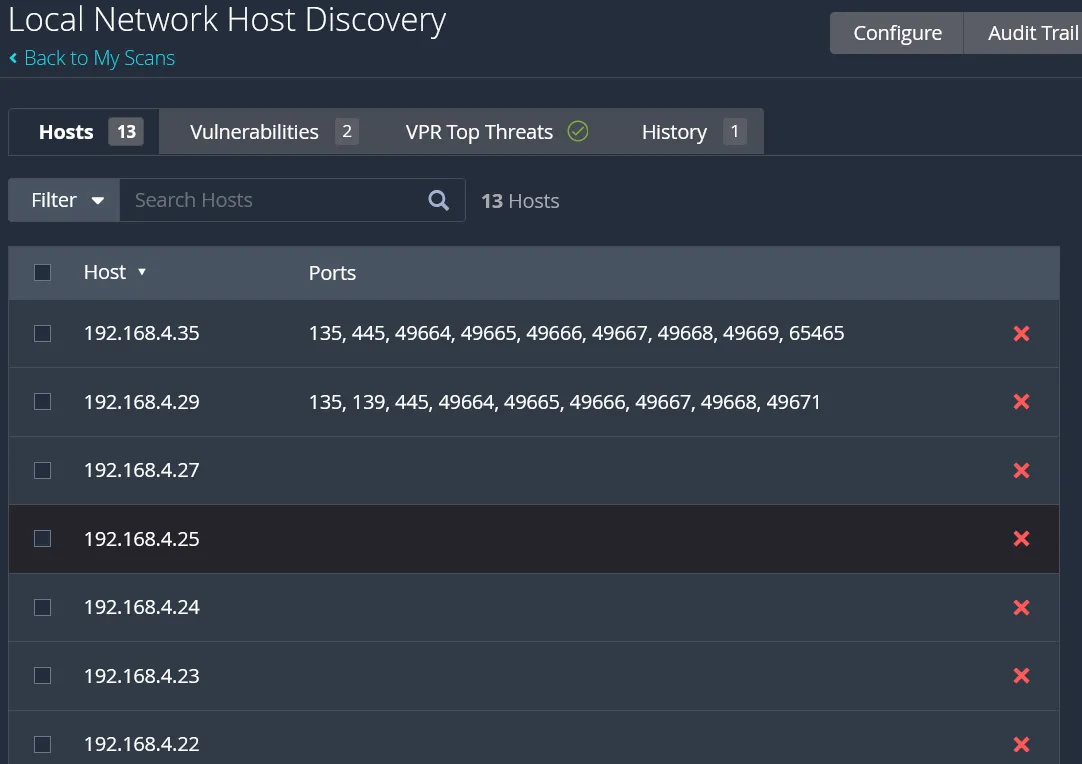 Local Network Host Discovery
Back to My Scans
Configure Audit Trail
Hosts 13 Vulnerabilities 2 VPR Top Threats History 1
Filter Search Hosts 13 Hosts
Host Ports
192.168.4.35 135, 445, 49664, 49665, 49666, 49667, 49668, 49669, 65465
192.168.4.29 135, 139, 445, 49664, 49665, 49666, 49667, 49668, 49671
192.168.4.27
192.168.4.25
192.168.4.24
192.168.4.23
192.168.4.22